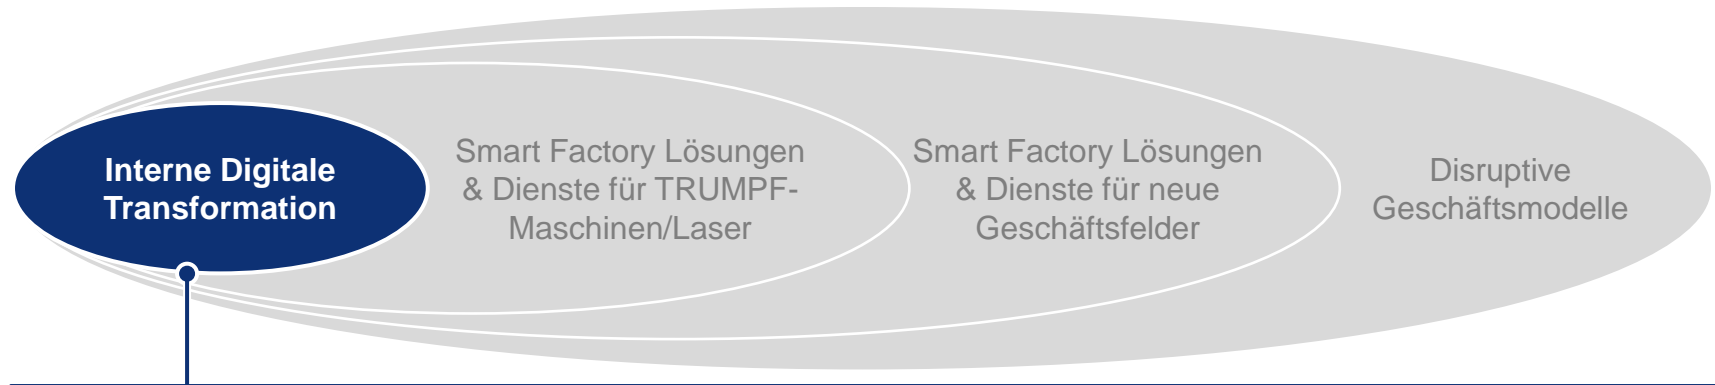 Interne Digitale
Transformation
Smart Factory Lösungen
& Dienste für TRUMPF-
Maschinen/Laser
Smart Factory Lösungen
& Dienste für neue
Geschäftsfelder
Disruptive
Geschäftsmodelle